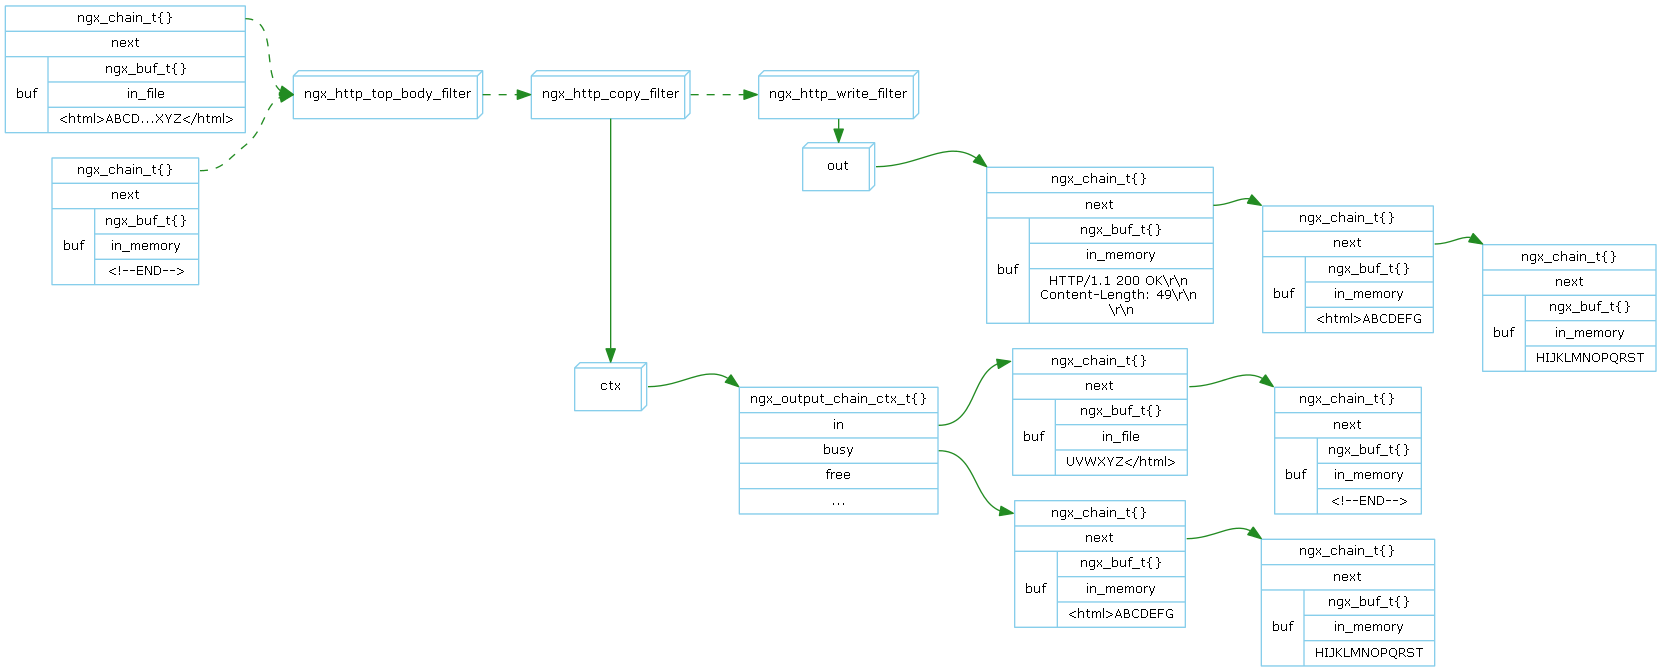 ngx_chain_t{}
next
buf
ngx_buf_t{}
in_file
<html>ABCD...XYZ</html>
ngx_chain_t{}
next
buf
ngx_buf_t{}
in_memory
<!--END-->
ngx_http_top_body_filter
ngx_http_copy_filter
ngx_http_write_filter
out
ngx_chain_t{}
next
buf
ngx_buf_t{}
in_memory
HTTP/1.1 200 OK\r\n
Content-Length: 49\r\n
\r\n
ngx_chain_t{}
next
buf
ngx_buf_t{}
in_memory
<html>ABCDEFG
ngx_chain_t{}
next
buf
ngx_buf_t{}
in_memory
HIJKLMNOPQRST
ctx
ngx_output_chain_ctx_t{}
in
busy
free
...
ngx_chain_t{}
next
buf
ngx_buf_t{}
in_file
UVWXYZ</html>
ngx_chain_t{}
next
buf
ngx_buf_t{}
in_memory
<!--END-->
ngx_chain_t{}
next
buf
ngx_buf_t{}
in_memory
<html>ABCDEFG
ngx_chain_t{}
next
buf
ngx_buf_t{}
in_memory
HIJKLMNOPQRST